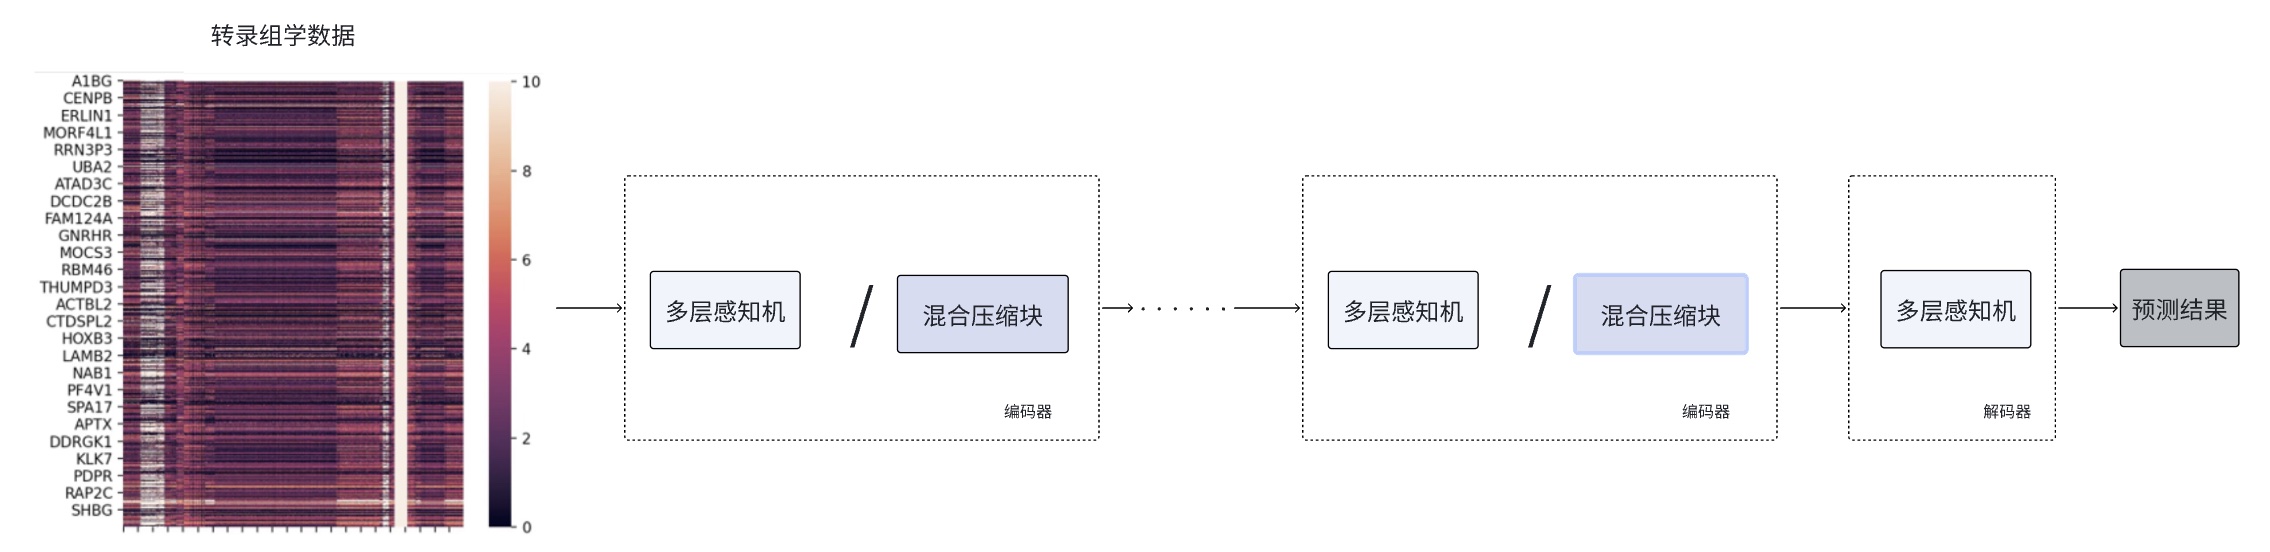 转录组学数据
A1BG
CENPB
ERLIN1
MORF4L1
RRN3P3
UBA2
ATAD3C
DCDC2B
FAM124A
GNRHR
MOCS3
RBM46
THUMPD3
ACTBL2
CTDSPL2
HOXB3
LAMB2
NAB1
PF4V1
SPA17
APTX
DDRGK1
KLK7
PDPR
RAP2C
SHBG
10
8
6
4
2
0
多层感知机 / 混合压缩块
编码器
······
多层感知机 / 混合压缩块
编码器
多层感知机
解码器
预测结果